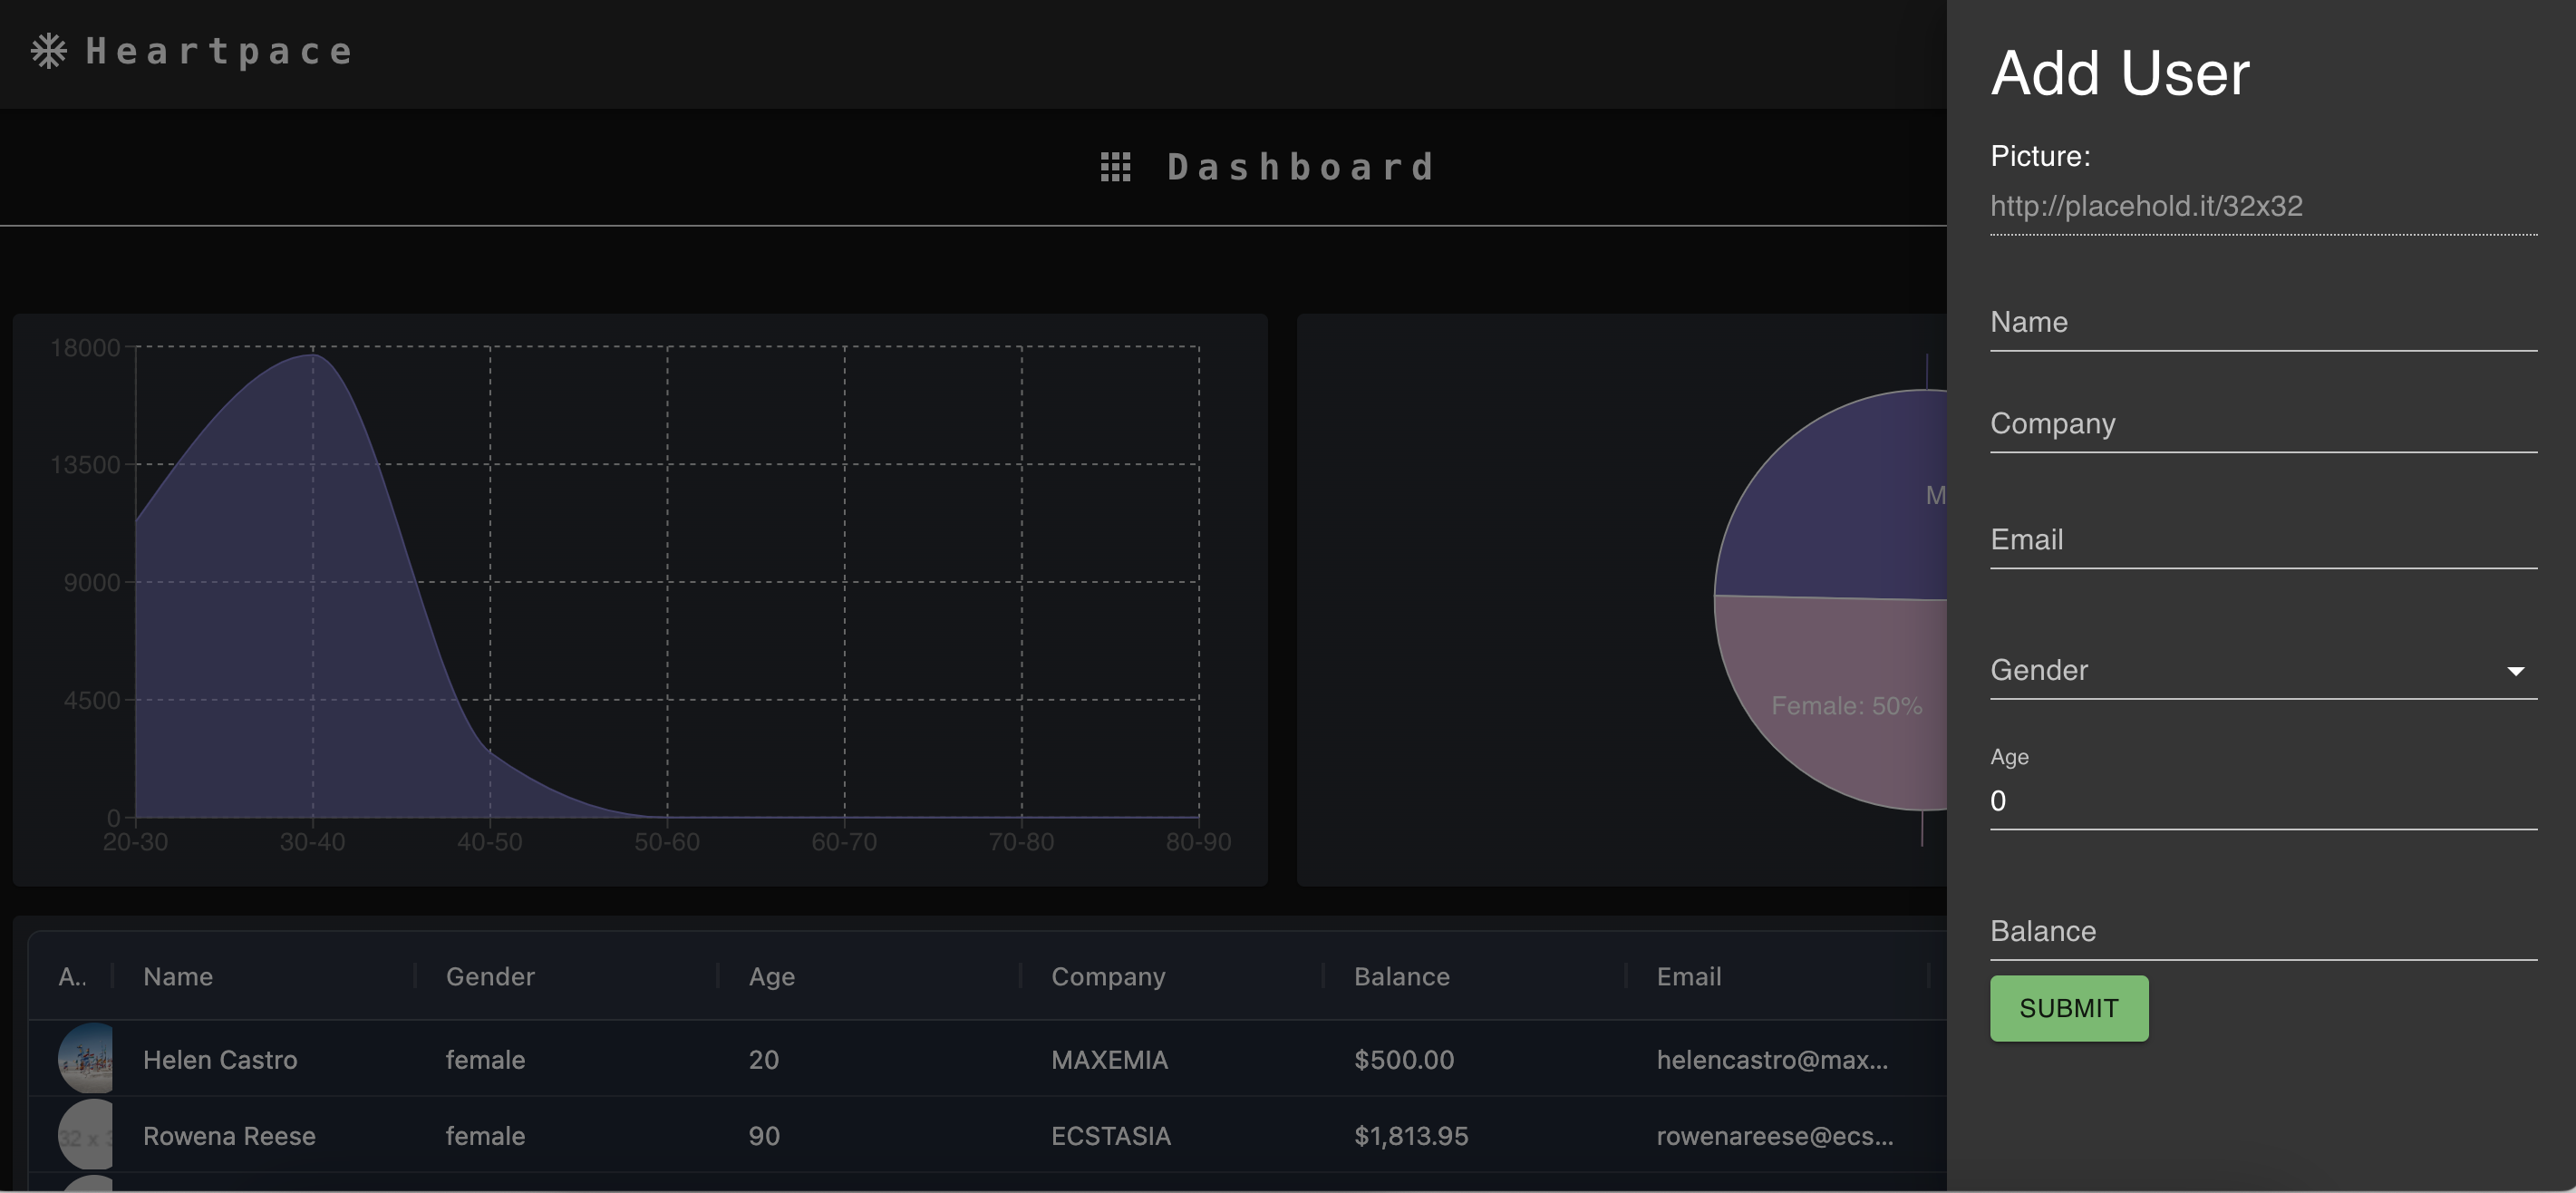 Heartpace
Dashboard
18000
13500
9000
4500
0
20-30 30-40 40-50 50-60 60-70 70-80 80-90
M
Female: 50%
A.. Name Gender Age Company Balance Email
Helen Castro female 20 MAXEMIA $500.00 helencastro@max...
32 x 3 Rowena Reese female 90 ECSTASIA $1,813.95 rowenareese@ecs...
Add User
Picture:
http://placehold.it/32x32
Name
Company
Email
Gender
Age
0
Balance
SUBMIT